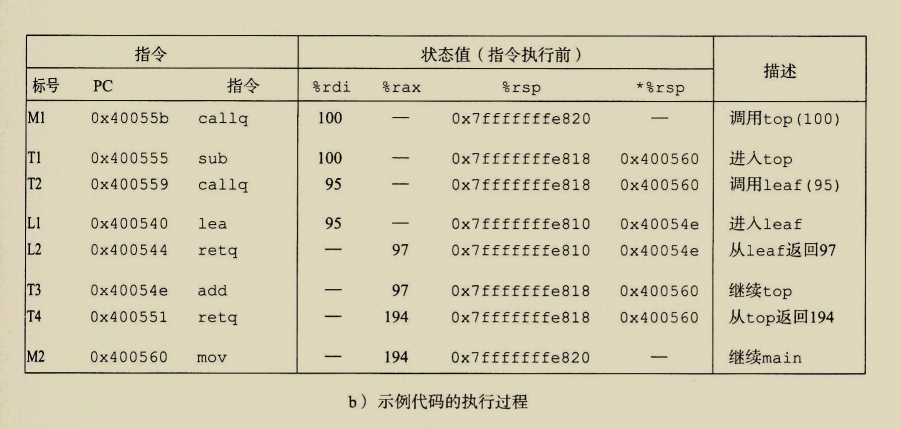 指令 状态值（指令执行前） 描述
标号 PC 指令 %rdi %rax %rsp *%rsp
M1 0x40055b callq 100 — 0x7fffffffe820 — 调用top(100)
T1 0x400555 sub 100 — 0x7fffffffe818 0x400560 进入top
T2 0x400559 callq 95 — 0x7fffffffe818 0x400560 调用leaf(95)
L1 0x400540 lea 95 — 0x7fffffffe810 0x40054e 进入leaf
L2 0x400544 retq — 97 0x7fffffffe810 0x40054e 从leaf返回97
T3 0x40054e add — 97 0x7fffffffe818 0x400560 继续top
T4 0x400551 retq — 194 0x7fffffffe818 0x400560 从top返回194
M2 0x400560 mov — 194 0x7fffffffe820 — 继续main
b）示例代码的执行过程